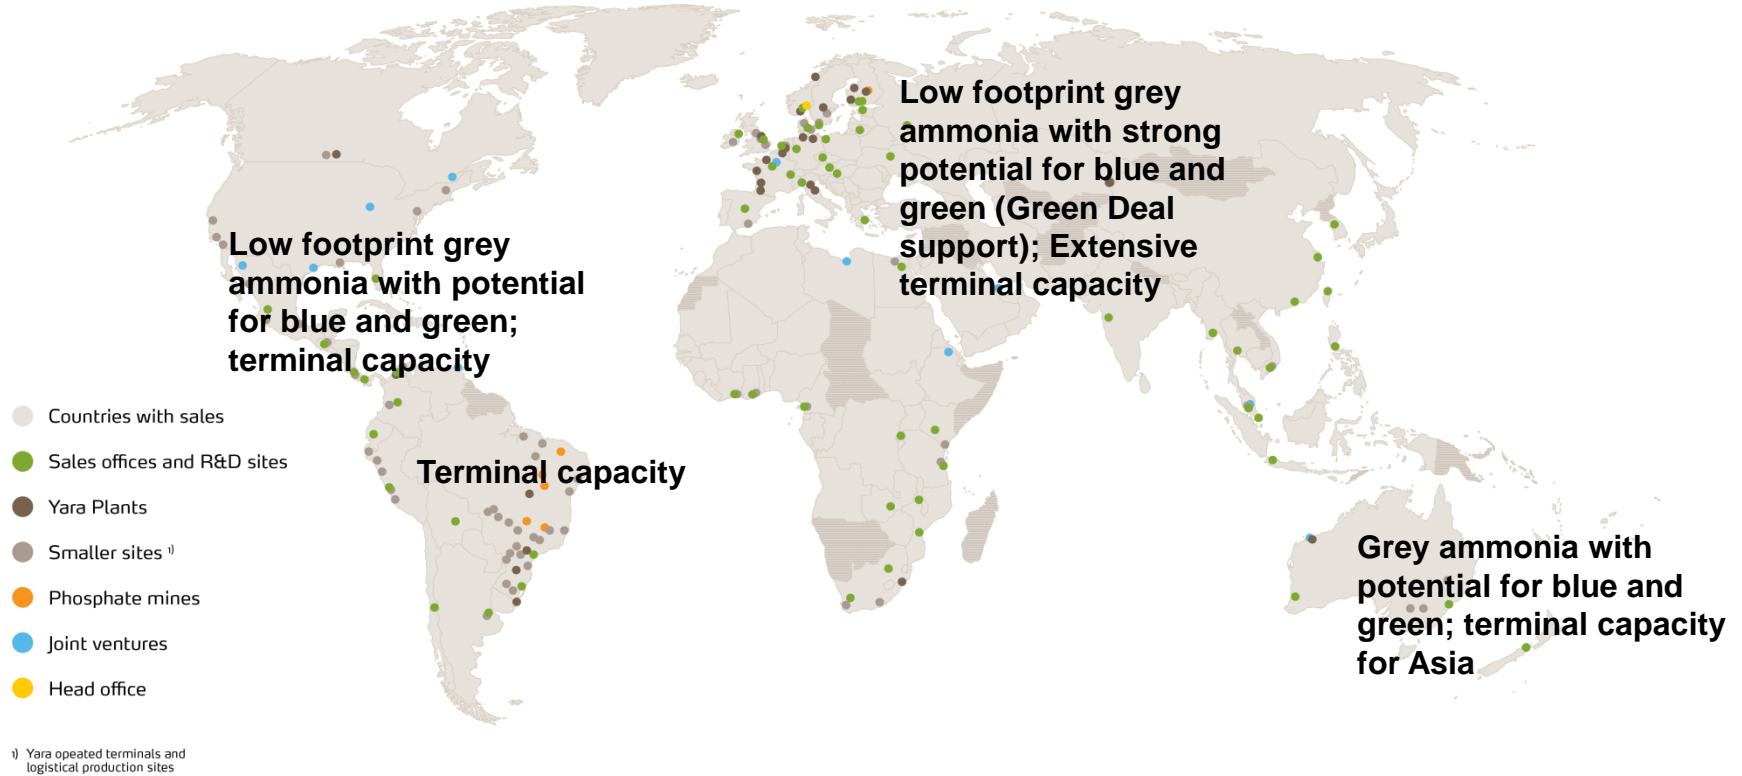 Low footprint grey
ammonia with strong
potential for blue and
green (Green Deal
support); Extensive
terminal capacity
Low footprint grey
ammonia with potential
for blue and green;
terminal capacity
Terminal capacity
Grey ammonia with
potential for blue and
green; terminal capacity
for Asia
Countries with sales
Sales offices and R&D sites
Yara Plants
Smaller sites ¹⁾
Phosphate mines
Joint ventures
Head office
¹⁾ Yara opeated terminals and
logistical production sites